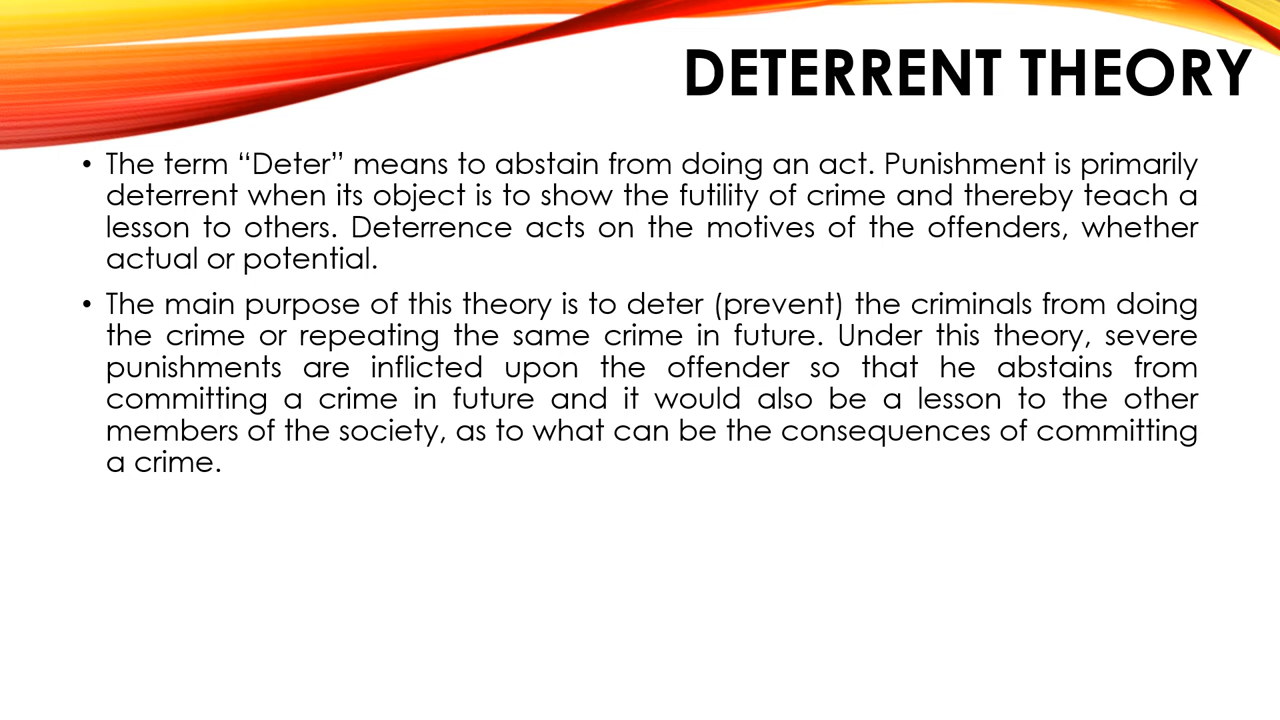 DETERRENT THEORY
• The term “Deter” means to abstain from doing an act. Punishment is primarily
deterrent when its object is to show the futility of crime and thereby teach a
lesson to others. Deterrence acts on the motives of the offenders, whether
actual or potential.
• The main purpose of this theory is to deter (prevent) the criminals from doing
the crime or repeating the same crime in future. Under this theory, severe
punishments are inflicted upon the offender so that he abstains from
committing a crime in future and it would also be a lesson to the other
members of the society, as to what can be the consequences of committing
a crime.